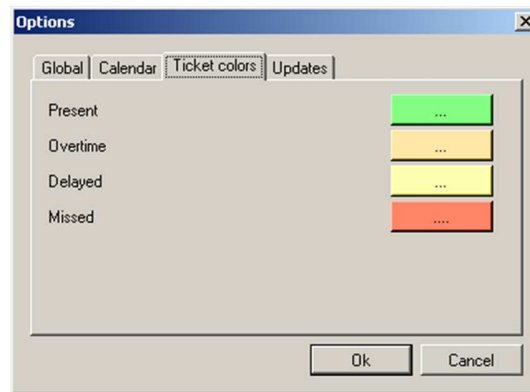 Options
Global Calendar Ticket colors Updates
Present ...
Overtime ...
Delayed ...
Missed ....
Ok Cancel